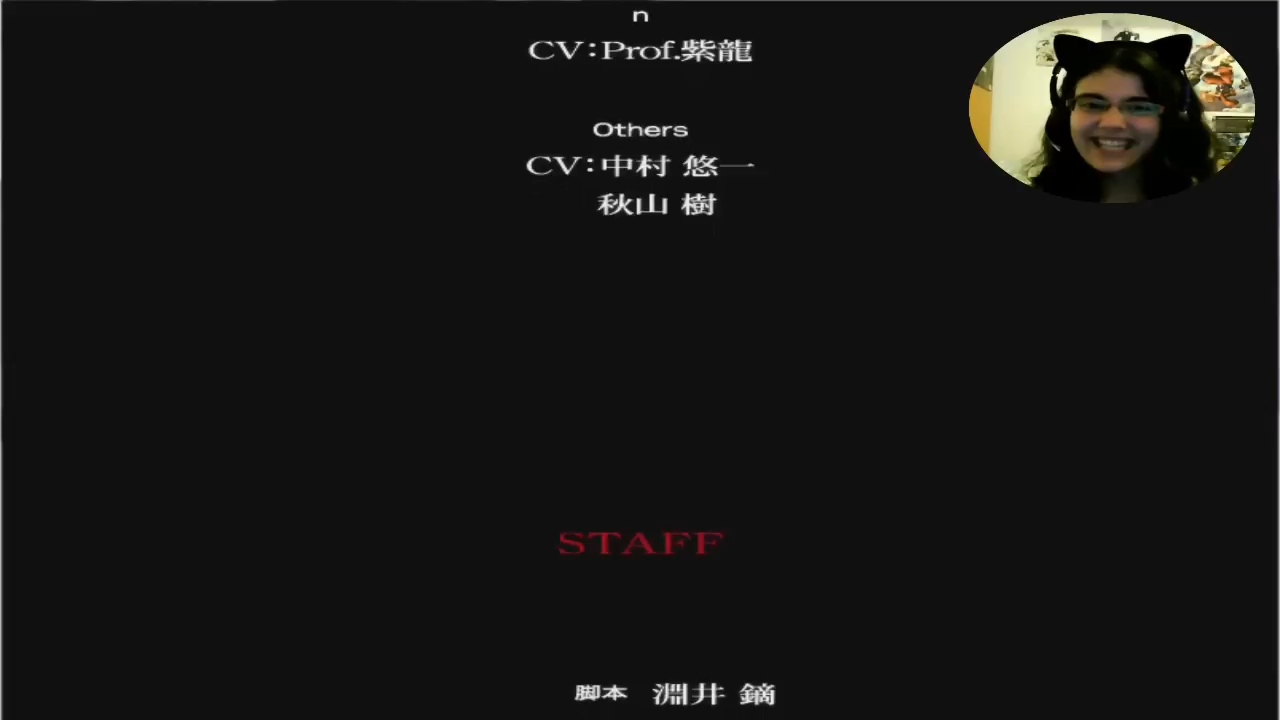 n
CV:Prof.紫龍
Others
CV:中村 悠一
秋山 樹
STAFF
脚本 淵井 鏑